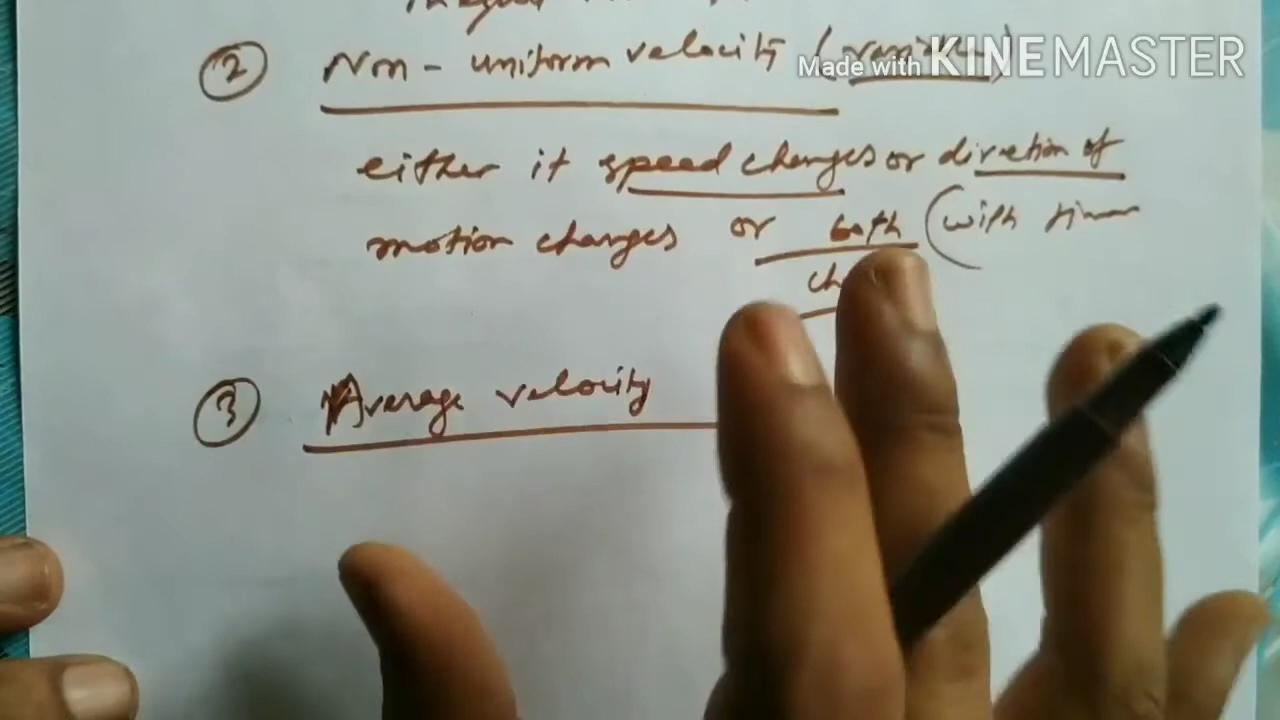 ② Non-uniform velocity (
Made with KINEMASTER
either it speed changes or direction of
motion changes or both (with
③ Average velocity